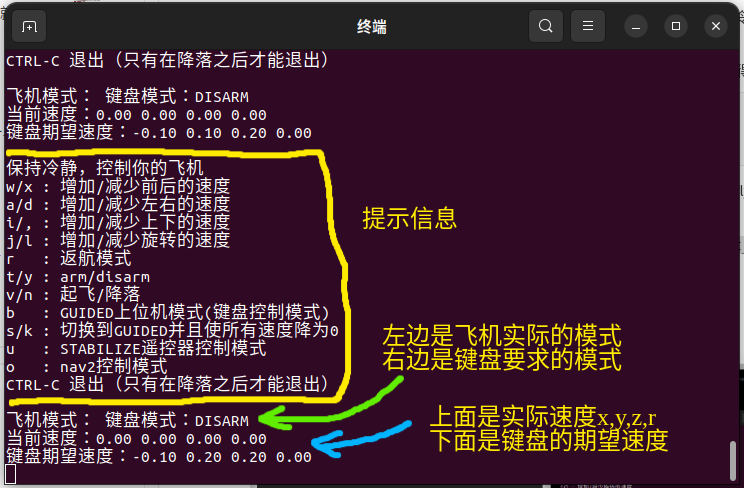 终端
CTRL-C 退出（只有在降落之后才能退出）
飞机模式： 键盘模式：DISARM
当前速度：0.00 0.00 0.00 0.00
键盘期望速度：-0.10 0.10 0.20 0.00
保持冷静，控制你的飞机
w/x : 增加/减少前后的速度
a/d : 增加/减少左右的速度
i/, : 增加/减少上下的速度
j/l : 增加/减少旋转的速度
r : 返航模式
t/y : arm/disarm
v/n : 起飞/降落
b : GUIDED上位机模式(键盘控制模式)
s/k : 切换到GUIDED并且使所有速度降为0
u : STABILIZE遥控器控制模式
o : nav2控制模式
CTRL-C 退出（只有在降落之后才能退出）
飞机模式： 键盘模式：DISARM
当前速度：0.00 0.00 0.00 0.00
键盘期望速度：-0.10 0.20 0.20 0.00
提示信息
左边是飞机实际的模式
右边是键盘要求的模式
上面是实际速度x,y,z,r
下面是键盘的期望速度